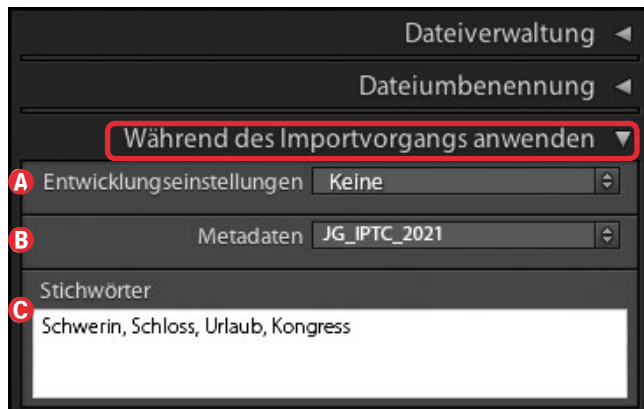 Dateiverwaltung
Dateiumbenennung
Während des Importvorgangs anwenden
A Entwicklungseinstellungen Keine
B Metadaten JG_IPTC_2021
Stichwörter
C
Schwerin, Schloss, Urlaub, Kongress